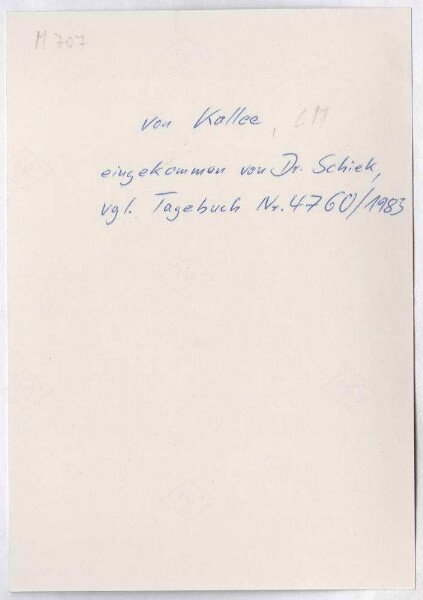 M 707
von Kallee, CM
eingekommen von Dr. Schiek,
vgl. Tagebuch Nr. 4760/1983